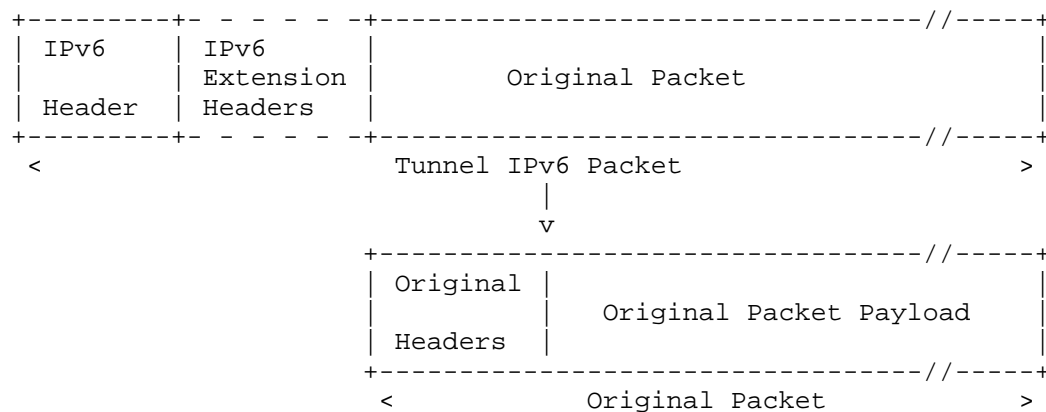 +---------+- - - - - -+----------------------------------//-----+
| IPv6    | IPv6      |                                         |
|         | Extension |        Original Packet                  |
| Header  | Headers   |                                         |
+---------+- - - - - -+----------------------------------//-----+
<                      Tunnel IPv6 Packet                     >
|
v
+----------------------------------//-----+
| Original |                              |
|          |   Original Packet Payload    |
| Headers  |                              |
+----------------------------------//-----+
<            Original Packet            >